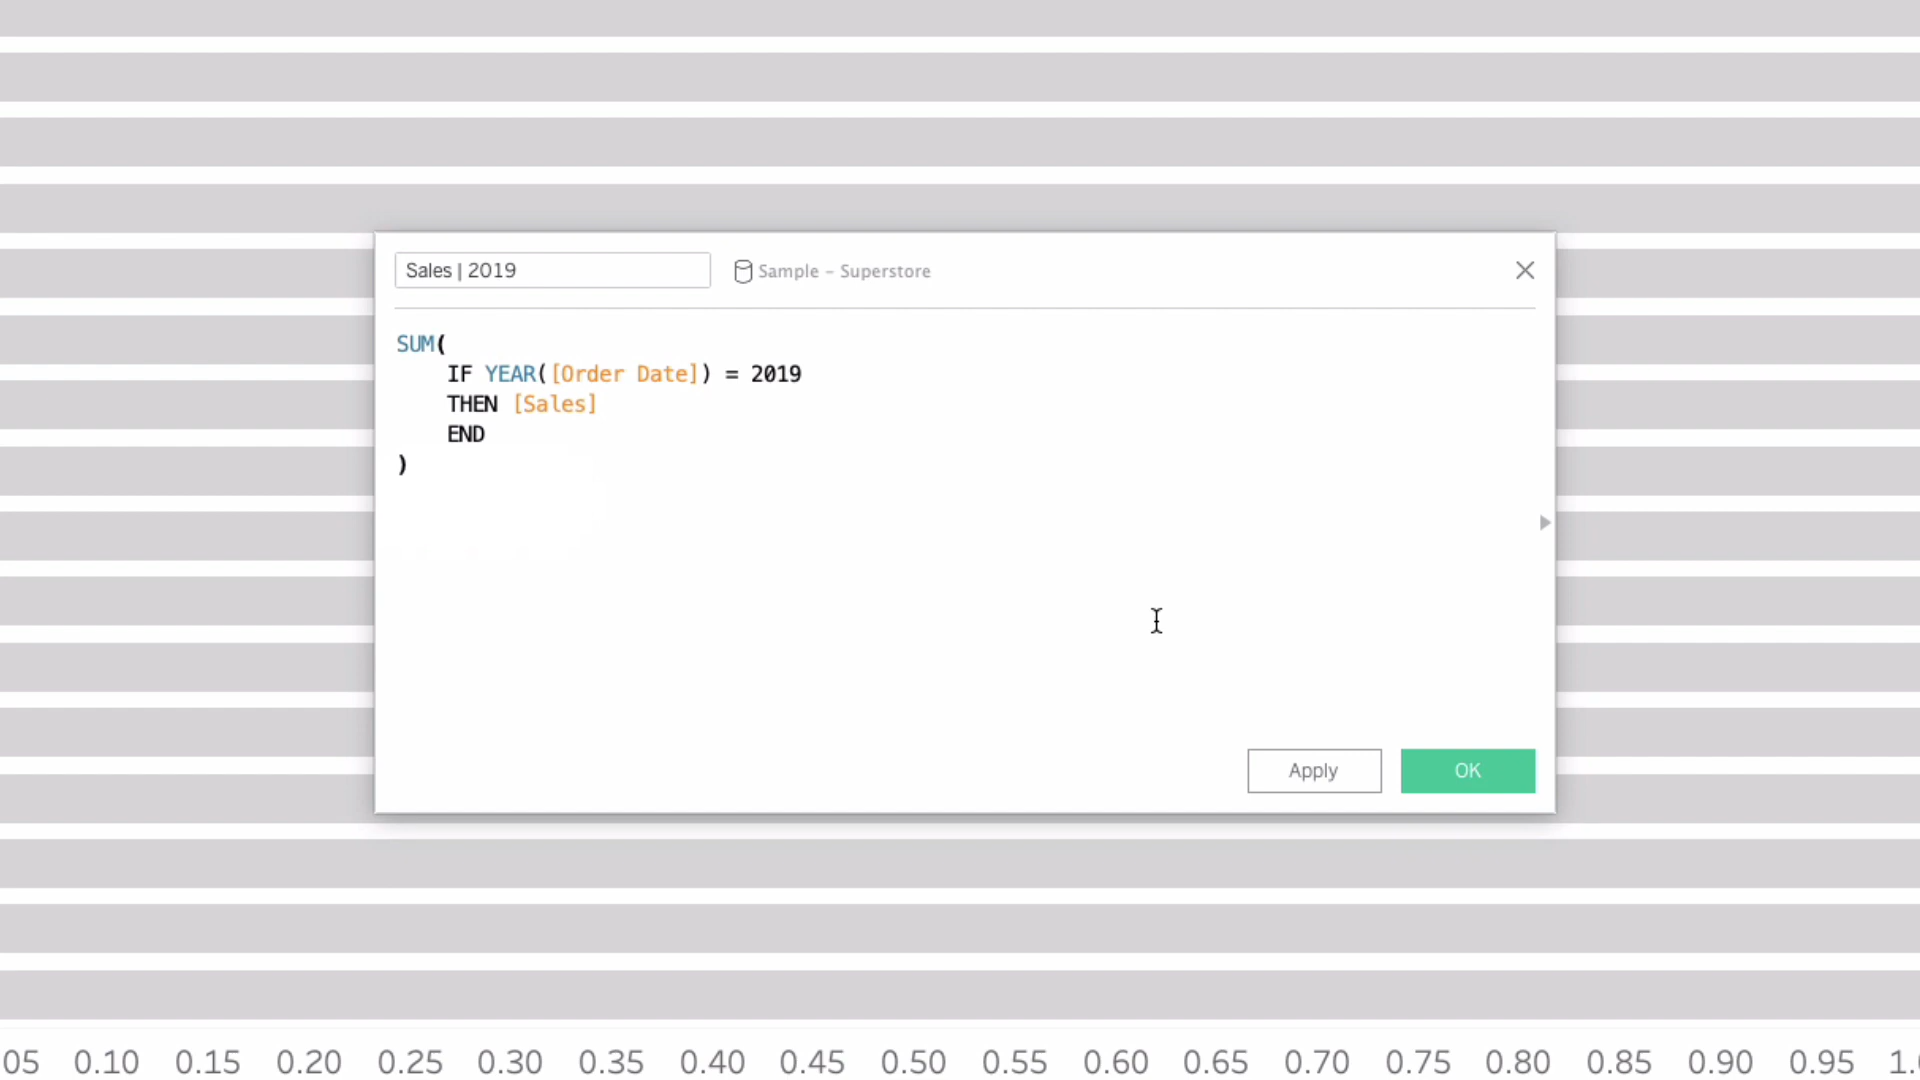 Sales | 2019
Sample – Superstore
SUM(
IF YEAR([Order Date]) = 2019
THEN [Sales]
END
)
Apply
OK
05 0.10 0.15 0.20 0.25 0.30 0.35 0.40 0.45 0.50 0.55 0.60 0.65 0.70 0.75 0.80 0.85 0.90 0.95 1.